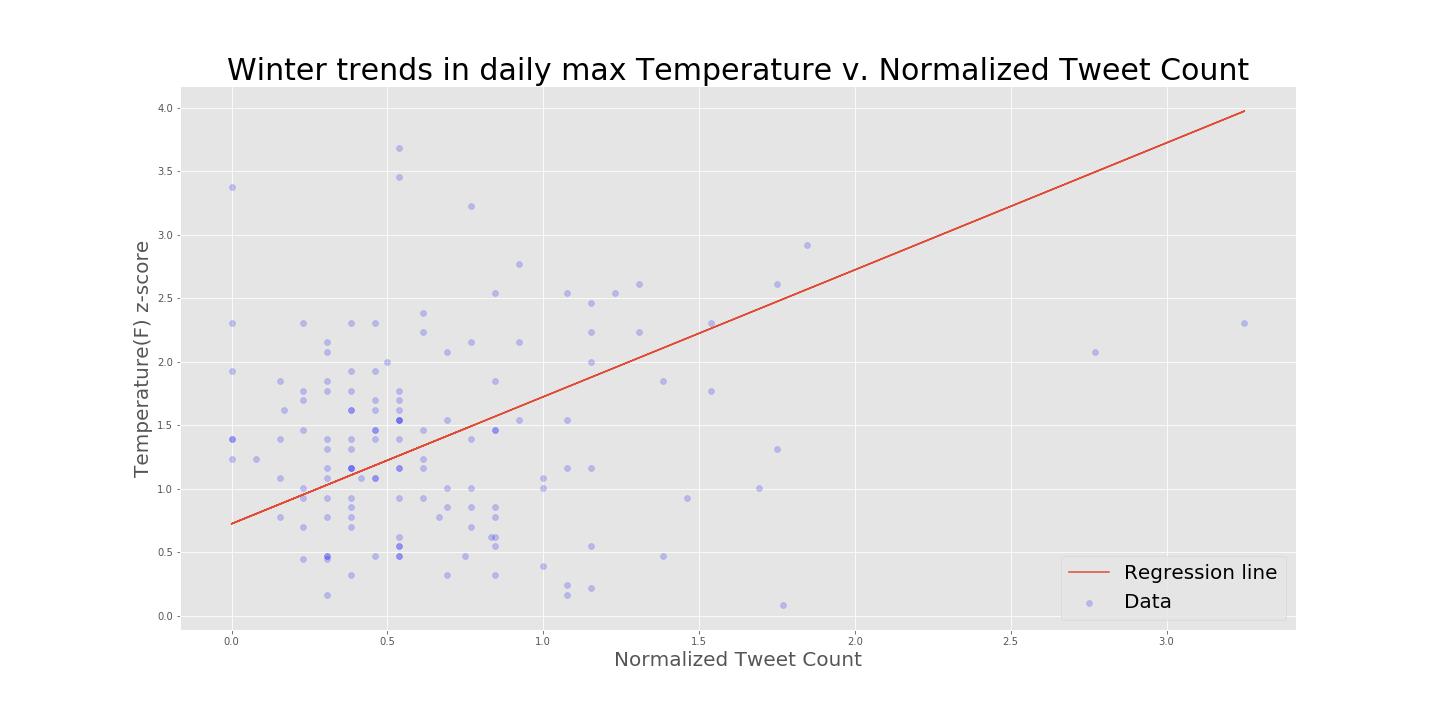 Winter trends in daily max Temperature v. Normalized Tweet Count
4.0
3.5
3.0
2.5
2.0
1.5
1.0
0.5
0.0
Temperature(F) z-score
Regression line
Data
0.0 0.5 1.0 1.5 2.0 2.5 3.0
Normalized Tweet Count